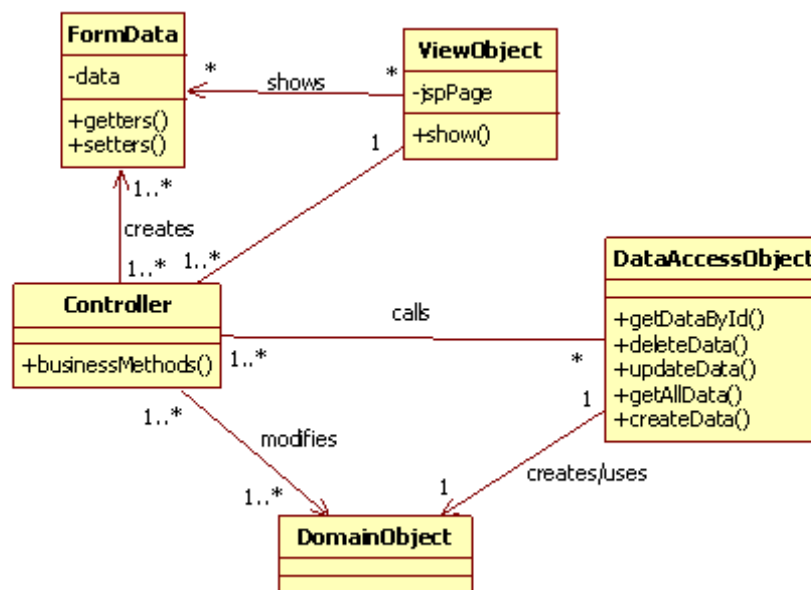 FormData
-data
+getters()
+setters()
ViewObject
-jspPage
+show()
*
shows
*
1
1..*
creates
1..*
1..*
Controller
+businessMethods()
calls
1..*
*
DataAccessObject
+getDataById()
+deleteData()
+updateData()
+getAllData()
+createData()
1..*
modifies
1..*
1
creates/uses
1
DomainObject